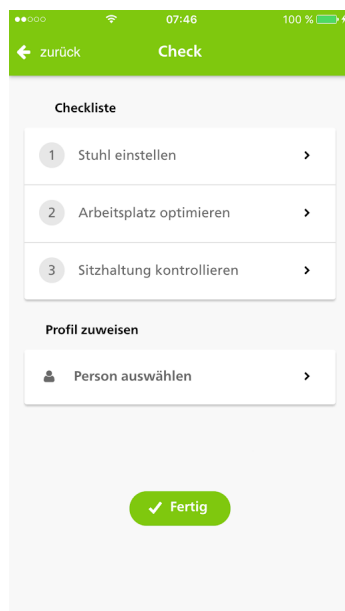 07:46 100 %
zurück Check
Checkliste
1 Stuhl einstellen
2 Arbeitsplatz optimieren
3 Sitzhaltung kontrollieren
Profil zuweisen
Person auswählen
Fertig